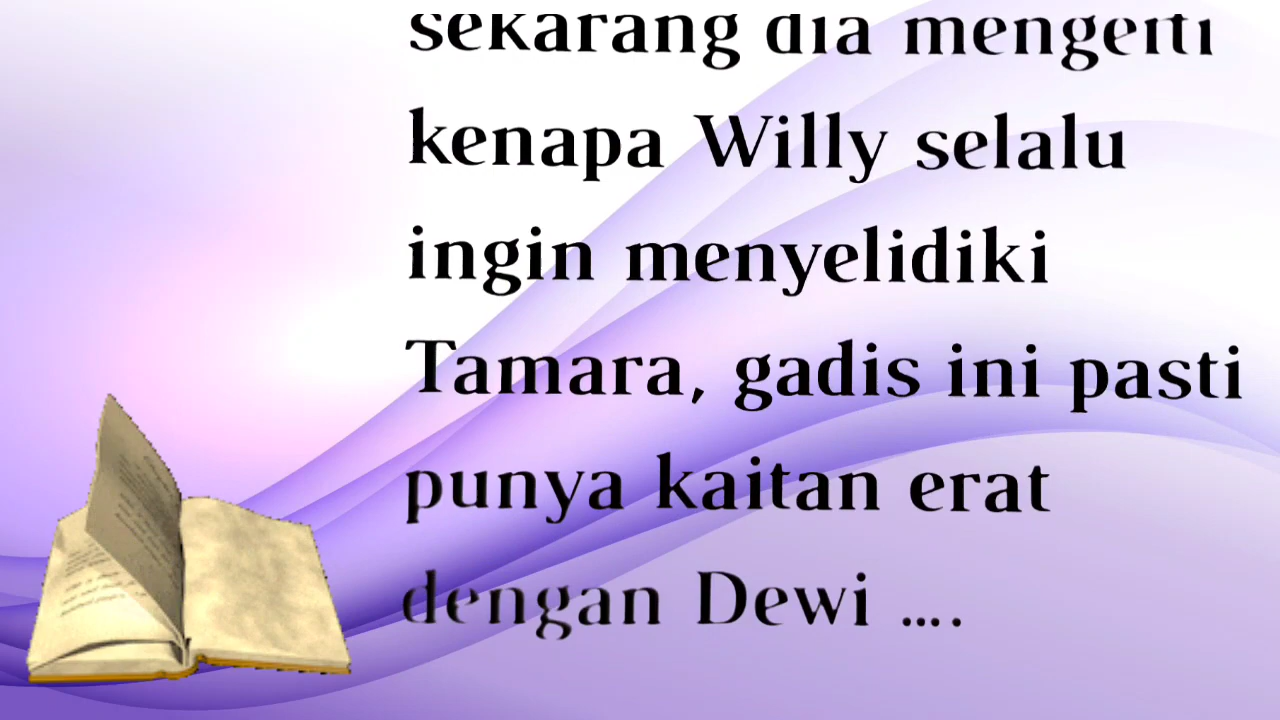 sekarang dia mengerti
kenapa Willy selalu
ingin menyelidiki
Tamara, gadis ini pasti
punya kaitan erat
dengan Dewi ....